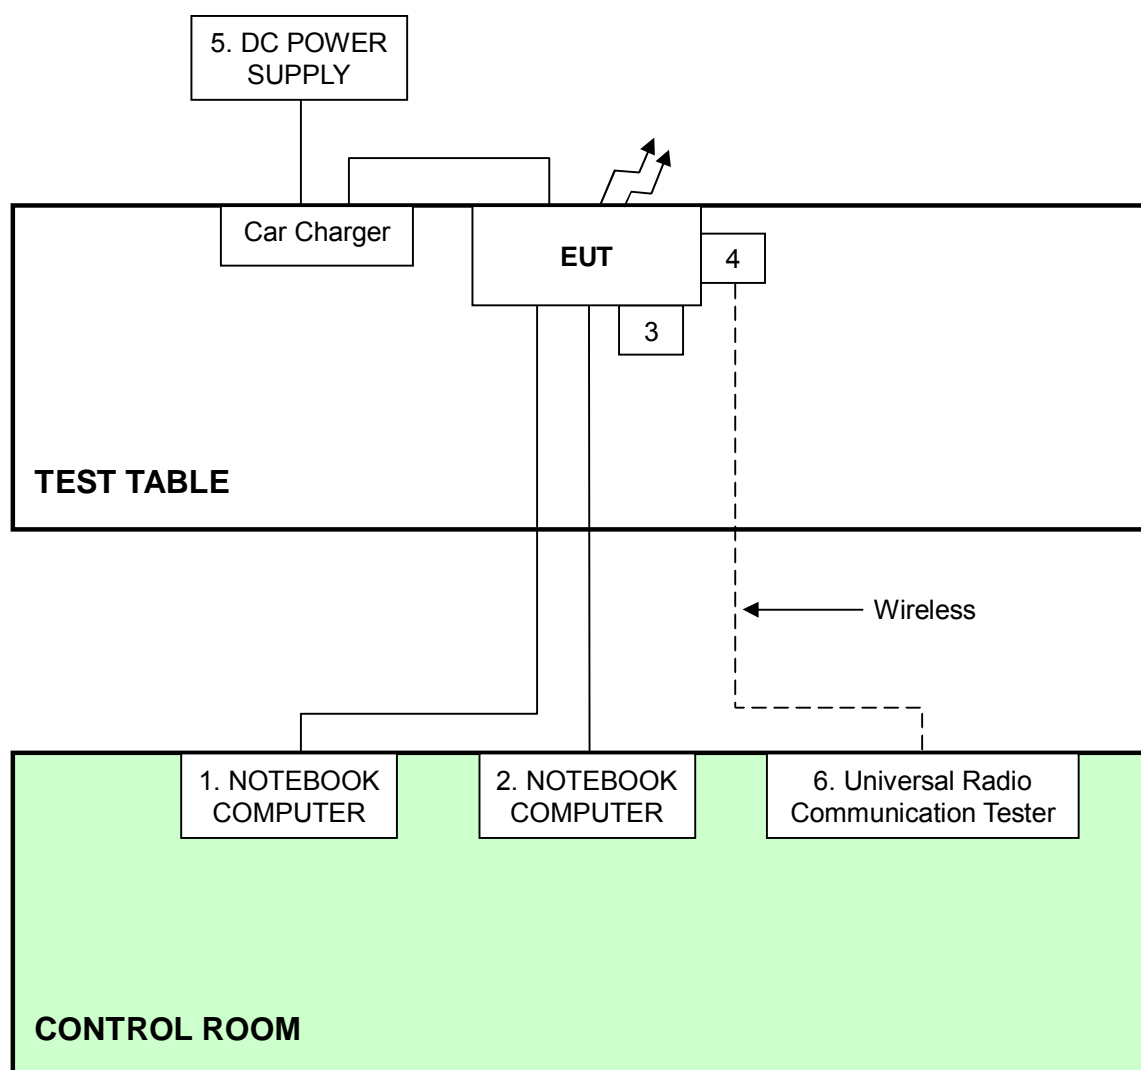 5. DC POWER
SUPPLY
Car Charger
EUT
4
3
TEST TABLE
Wireless
1. NOTEBOOK
COMPUTER
2. NOTEBOOK
COMPUTER
6. Universal Radio
Communication Tester
CONTROL ROOM